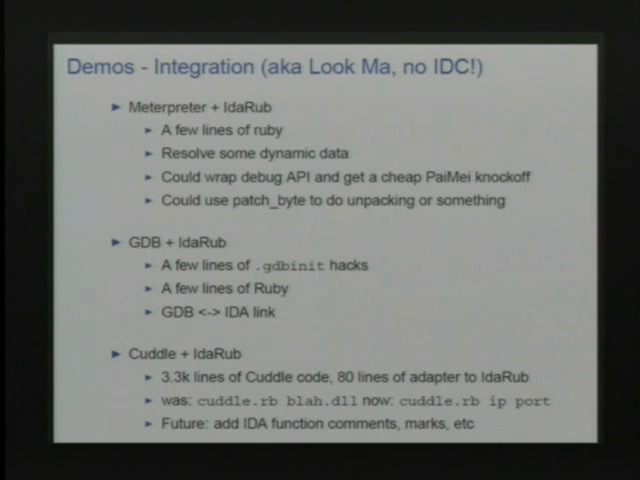 Demos - Integration (aka Look Ma, no IDC!)
► Meterpreter + IdaRub
► A few lines of ruby
► Resolve some dynamic data
► Could wrap debug API and get a cheap PaiMei knockoff
► Could use patch_byte to do unpacking or something
► GDB + IdaRub
► A few lines of .gdbinit hacks
► A few lines of Ruby
► GDB <-> IDA link
► Cuddle + IdaRub
► 3.3k lines of Cuddle code, 80 lines of adapter to IdaRub
► was: cuddle.rb blah.dll now: cuddle.rb ip port
► Future: add IDA function comments, marks, etc